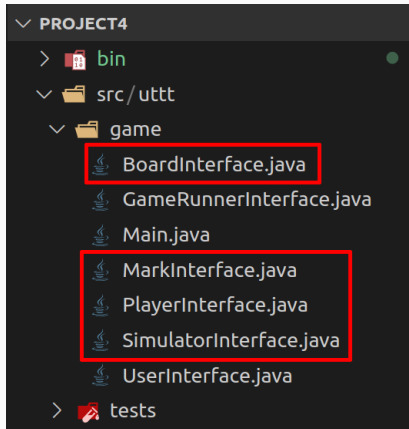 PROJECT4
bin
src/uttt
game
BoardInterface.java
GameRunnerInterface.java
Main.java
MarkInterface.java
PlayerInterface.java
SimulatorInterface.java
UserInterface.java
tests